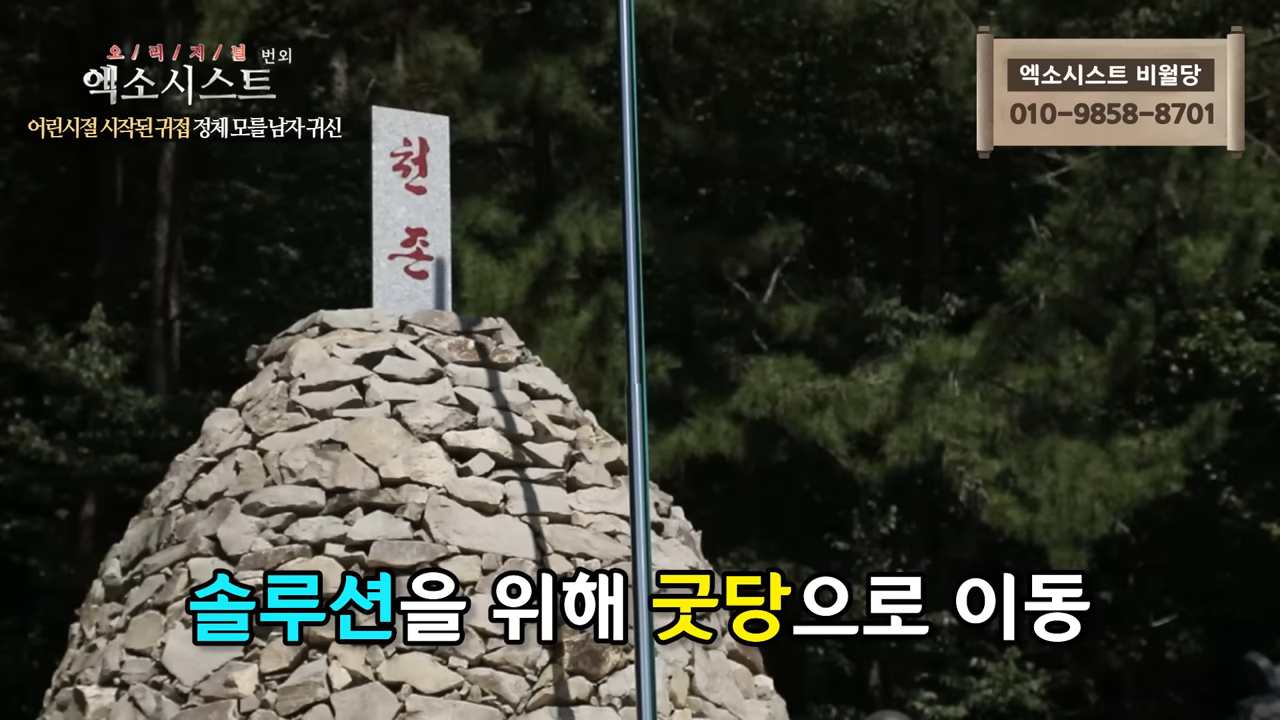 오/리/지/널 번외
엑소시스트
어린시절 시작된 귀접 정체 모를 남자 귀신
엑소시스트 비월당
010-9858-8701
천존
솔루션을 위해 굿당으로 이동